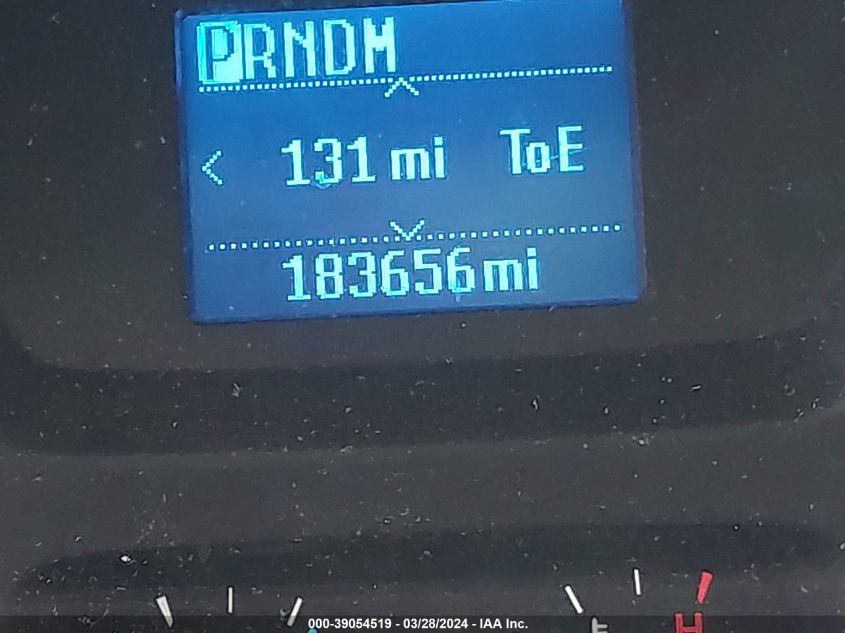 PRNDM
131 mi ToE
183656mi
H
000-39054519 - 03/28/2024 - IAA Inc.